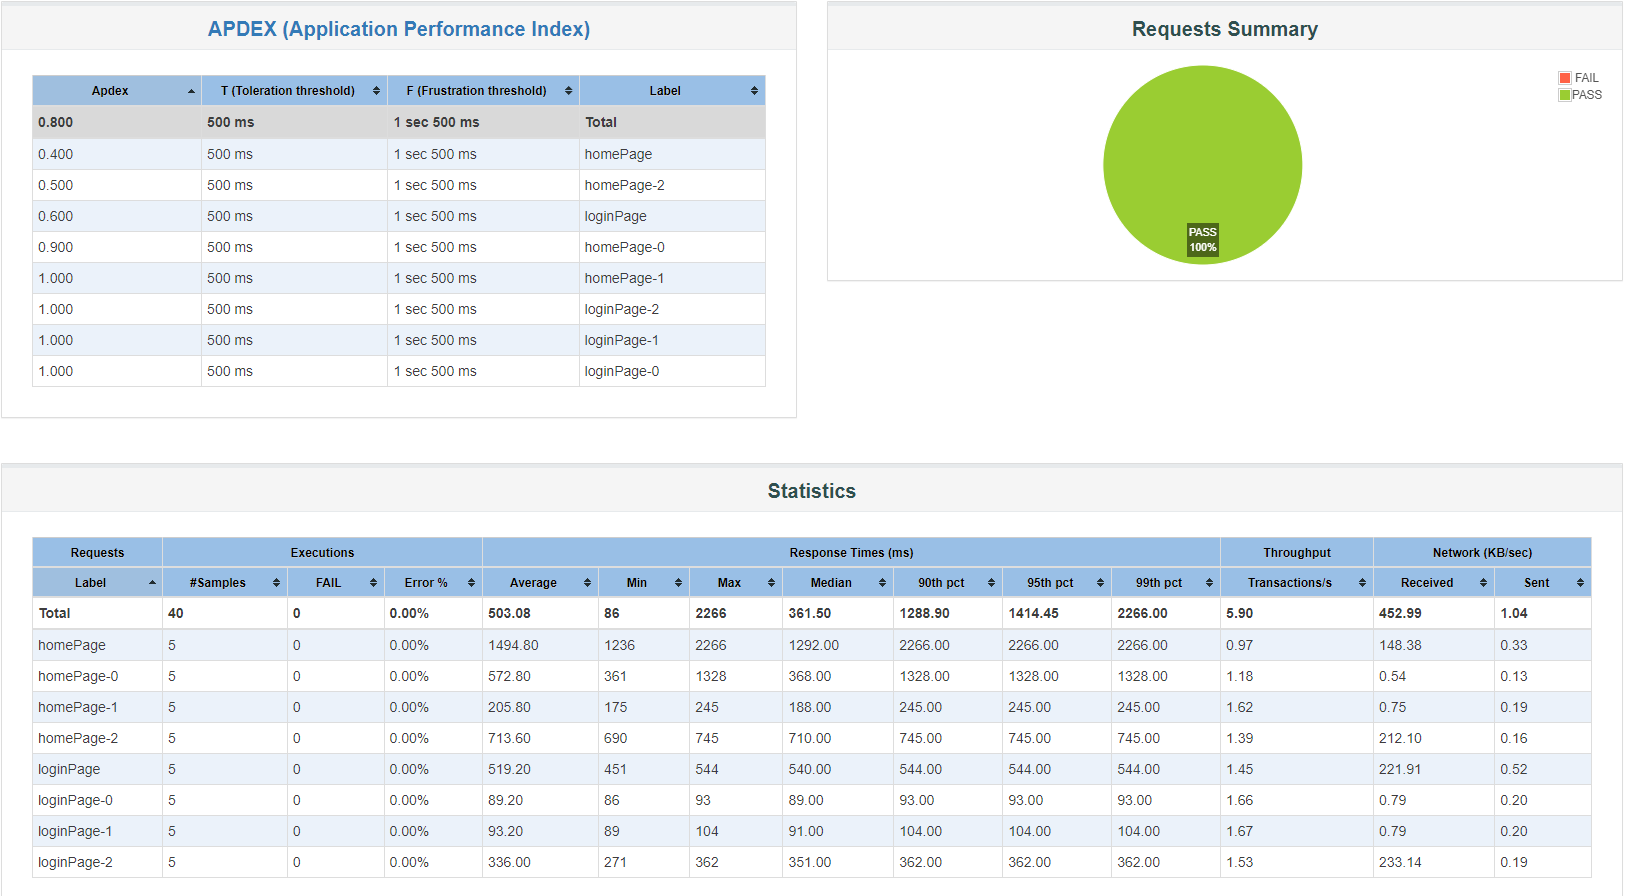 APDEX (Application Performance Index)
Apdex T (Toleration threshold) F (Frustration threshold) Label
0.800 500 ms 1 sec 500 ms Total
0.400 500 ms 1 sec 500 ms homePage
0.500 500 ms 1 sec 500 ms homePage-2
0.600 500 ms 1 sec 500 ms loginPage
0.900 500 ms 1 sec 500 ms homePage-0
1.000 500 ms 1 sec 500 ms homePage-1
1.000 500 ms 1 sec 500 ms loginPage-2
1.000 500 ms 1 sec 500 ms loginPage-1
1.000 500 ms 1 sec 500 ms loginPage-0
Requests Summary
FAIL
PASS
PASS
100%
Statistics
Requests Executions Response Times (ms) Throughput Network (KB/sec)
Label #Samples FAIL Error % Average Min Max Median 90th pct 95th pct 99th pct Transactions/s Received Sent
Total 40 0 0.00% 503.08 86 2266 361.50 1288.90 1414.45 2266.00 5.90 452.99 1.04
homePage 5 0 0.00% 1494.80 1236 2266 1292.00 2266.00 2266.00 2266.00 0.97 148.38 0.33
homePage-0 5 0 0.00% 572.80 361 1328 368.00 1328.00 1328.00 1328.00 1.18 0.54 0.13
homePage-1 5 0 0.00% 205.80 175 245 188.00 245.00 245.00 245.00 1.62 0.75 0.19
homePage-2 5 0 0.00% 713.60 690 745 710.00 745.00 745.00 745.00 1.39 212.10 0.16
loginPage 5 0 0.00% 519.20 451 544 540.00 544.00 544.00 544.00 1.45 221.91 0.52
loginPage-0 5 0 0.00% 89.20 86 93 89.00 93.00 93.00 93.00 1.66 0.79 0.20
loginPage-1 5 0 0.00% 93.20 89 104 91.00 104.00 104.00 104.00 1.67 0.79 0.20
loginPage-2 5 0 0.00% 336.00 271 362 351.00 362.00 362.00 362.00 1.53 233.14 0.19